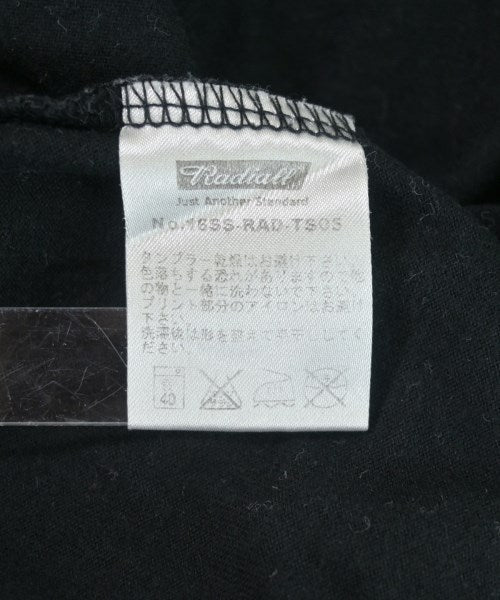 Radiall
Just Another Standard
No.16SS-RAD-TS05
タンブラー乾燥はお避け下さい。
色落ちする恐れがありますので他
の物と一緒に洗わないで下さい。
プリント部分のアイロンはお避け
下さい。
洗濯後は形を整えて陰干ししてく
ださい。
40